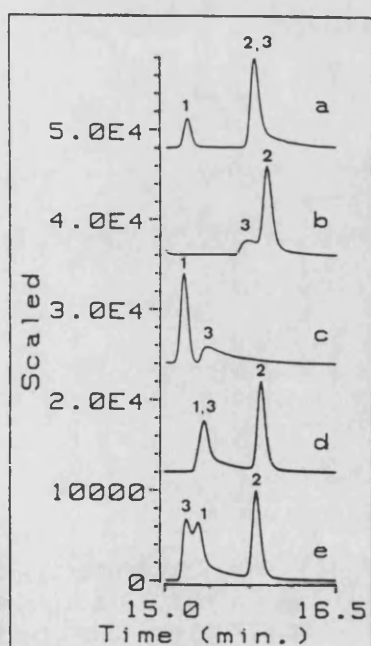 2,3
1
a
5.0E4
2
4.0E4
3
b
1
3.0E4
3
c
Scaled
2
2.0E4
1,3
d
10000
2
3 1
e
0
15.0 16.5
Time (min.)